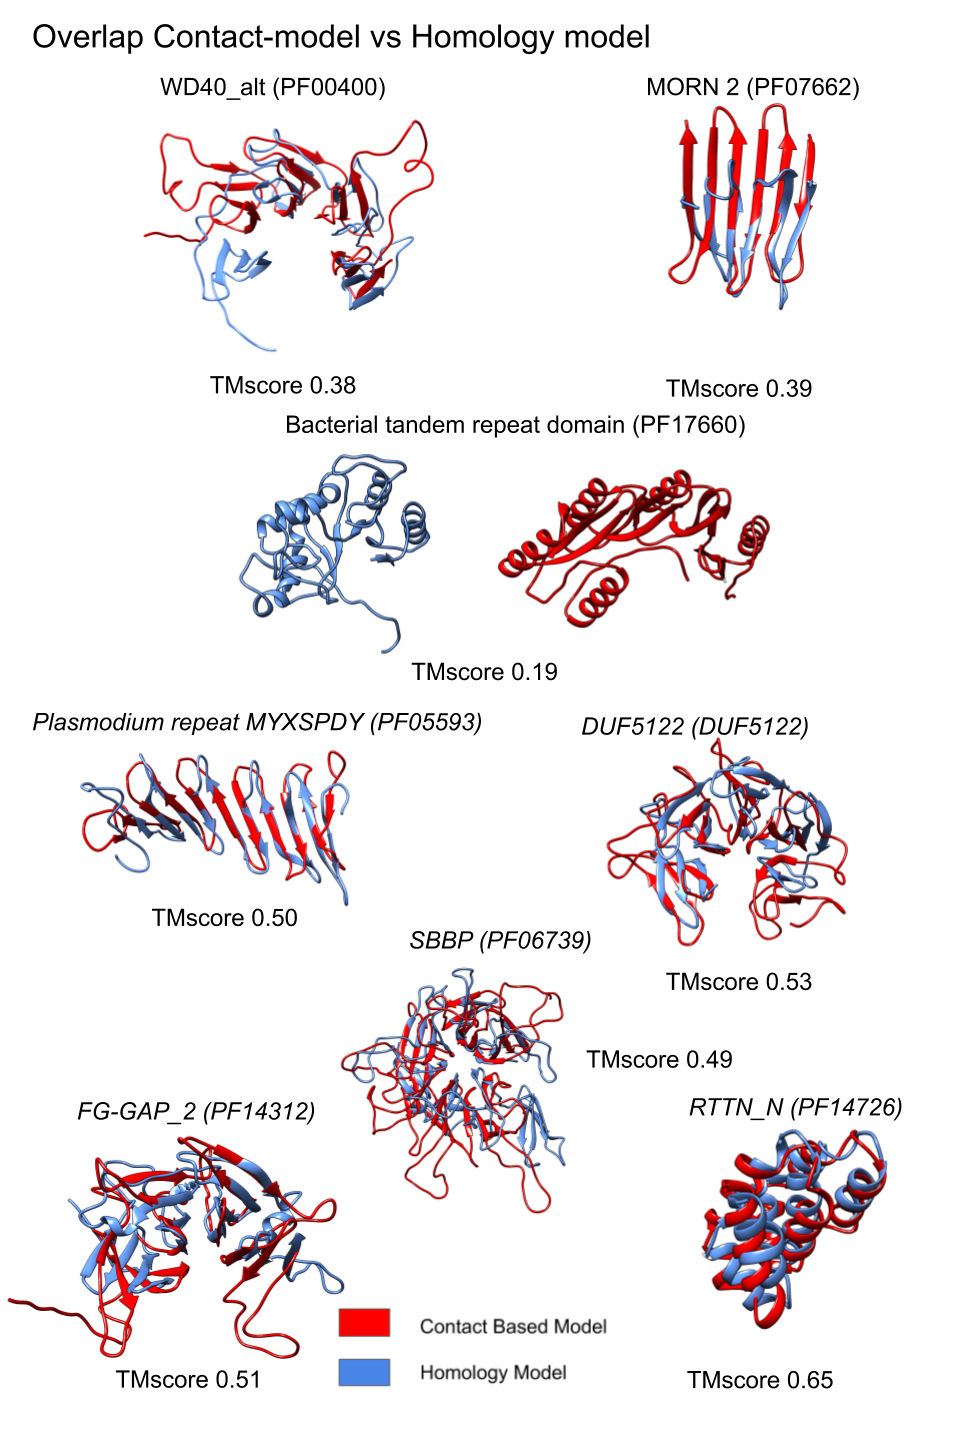 Overlap Contact-model vs Homology model
WD40_alt (PF00400)
MORN 2 (PF07662)
TMscore 0.38
TMscore 0.39
Bacterial tandem repeat domain (PF17660)
TMscore 0.19
Plasmodium repeat MYXSPDY (PF05593)
DUF5122 (DUF5122)
TMscore 0.50
SBBP (PF06739)
TMscore 0.53
TMscore 0.49
FG-GAP_2 (PF14312)
RTTN_N (PF14726)
Contact Based Model
Homology Model
TMscore 0.51
TMscore 0.65